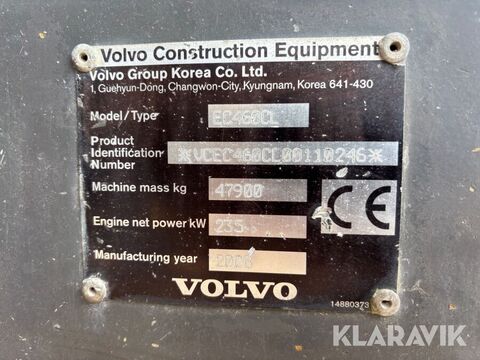 Volvo Construction Equipment
Volvo Group Korea Co. Ltd.
1, Guehyun-Dong, Changwon-City, Kyungnam, Korea 641-430
Model/Type EC460CL
Product
Identification *VCEC460CL00110246*
Number
Machine mass kg 47900
Engine net power kW 235
CE
Manufacturing year
VOLVO
14880373
KLARAVIK